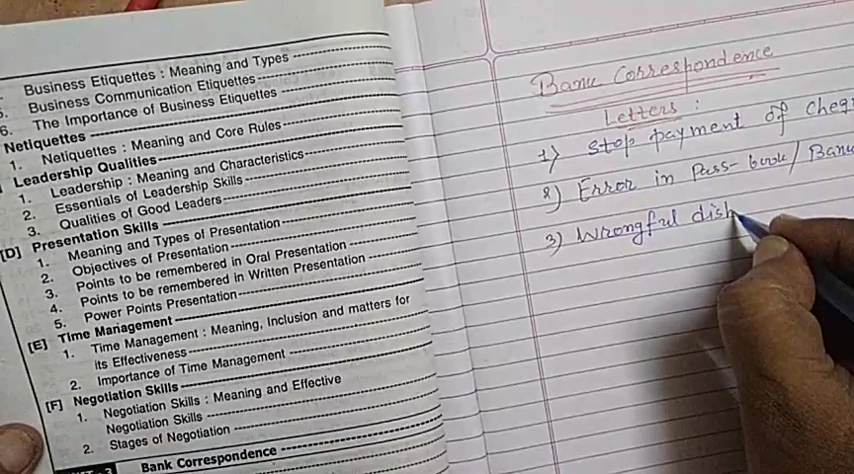 Business Etiquettes : Meaning and Types
5. Business Communication Etiquettes
6. The Importance of Business Etiquettes
Netiquettes
1. Netiquettes : Meaning and Core Rules
Leadership Qualities
1. Leadership : Meaning and Characteristics
2. Essentials of Leadership Skills
3. Qualities of Good Leaders
[D] Presentation Skills
1. Meaning and Types of Presentation
2. Objectives of Presentation
3. Points to be remembered in Oral Presentation
4. Points to be remembered in Written Presentation
5. Power Points Presentation
[E] Time Management
1. Time Management : Meaning, Inclusion and matters for
its Effectiveness
2. Importance of Time Management
[F] Negotiation Skills
1. Negotiation Skills : Meaning and Effective
Negotiation Skills
2. Stages of Negotiation
Bank Correspondence
Bank Correspondence
Letters :
1) Stop payment of Cheq
2) Error in Pass-book / Bank
3) Wrongful dish